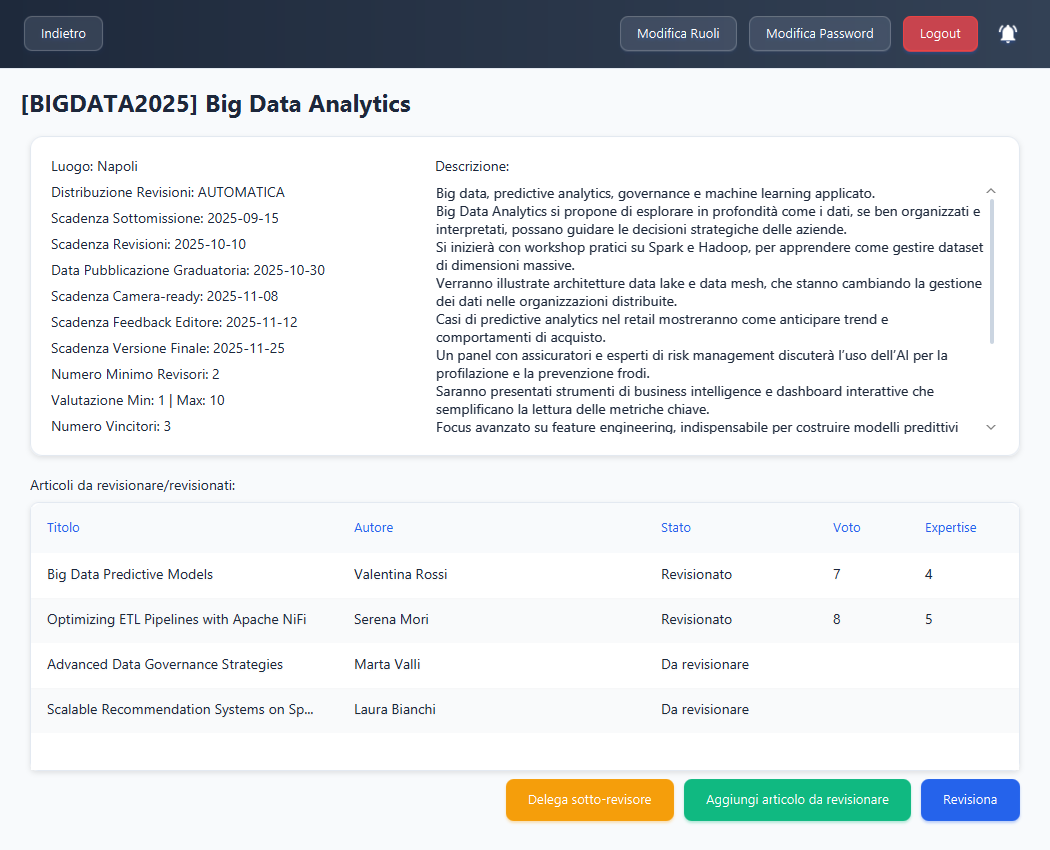 Indietro
Modifica Ruoli
Modifica Password
Logout
[BIGDATA2025] Big Data Analytics
Luogo: Napoli
Distribuzione Revisioni: AUTOMATICA
Scadenza Sottomissione: 2025-09-15
Scadenza Revisioni: 2025-10-10
Data Pubblicazione Graduatoria: 2025-10-30
Scadenza Camera-ready: 2025-11-08
Scadenza Feedback Editore: 2025-11-12
Scadenza Versione Finale: 2025-11-25
Numero Minimo Revisori: 2
Valutazione Min: 1 | Max: 10
Numero Vincitori: 3
Descrizione:
Big data, predictive analytics, governance e machine learning applicato.
Big Data Analytics si propone di esplorare in profondità come i dati, se ben organizzati e
interpretati, possano guidare le decisioni strategiche delle aziende.
Si inizierà con workshop pratici su Spark e Hadoop, per apprendere come gestire dataset
di dimensioni massive.
Verranno illustrate architetture data lake e data mesh, che stanno cambiando la gestione
dei dati nelle organizzazioni distribuite.
Casi di predictive analytics nel retail mostreranno come anticipare trend e
comportamenti di acquisto.
Un panel con assicuratori e esperti di risk management discuterà l'uso dell'AI per la
profilazione e la prevenzione frodi.
Saranno presentati strumenti di business intelligence e dashboard interattive che
semplificano la lettura delle metriche chiave.
Focus avanzato su feature engineering, indispensabile per costruire modelli predittivi
Articoli da revisionare/revisionati:
Titolo Autore Stato Voto Expertise
Big Data Predictive Models Valentina Rossi Revisionato 7 4
Optimizing ETL Pipelines with Apache NiFi Serena Mori Revisionato 8 5
Advanced Data Governance Strategies Marta Valli Da revisionare
Scalable Recommendation Systems on Sp... Laura Bianchi Da revisionare
Delega sotto-revisore
Aggiungi articolo da revisionare
Revisiona